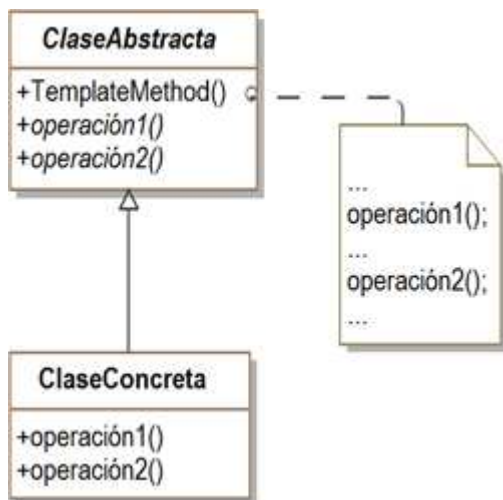 ClaseAbstracta
+TemplateMethod()
+operación1()
+operación2()
...
operación1();
...
operación2();
...
ClaseConcreta
+operación1()
+operación2()